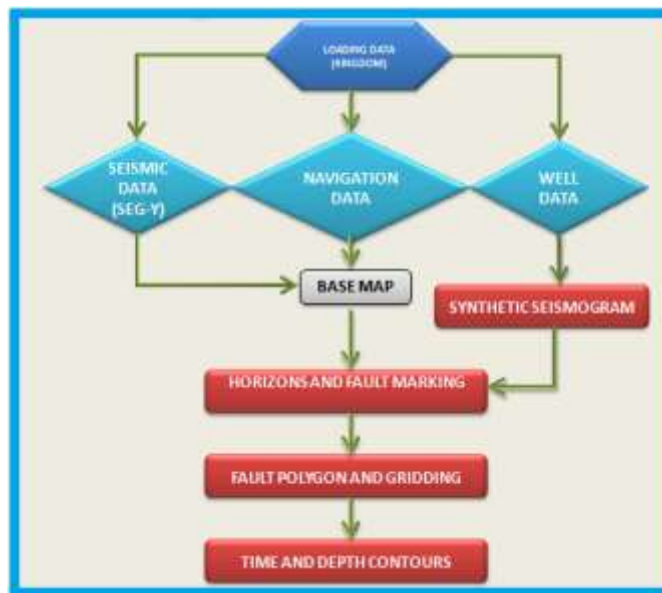 LOADING DATA
(KINGDOM)
SEISMIC
DATA
(SEG-Y)
NAVIGATION
DATA
WELL
DATA
BASE MAP
SYNTHETIC SEISMOGRAM
HORIZONS AND FAULT MARKING
FAULT POLYGON AND GRIDDING
TIME AND DEPTH CONTOURS